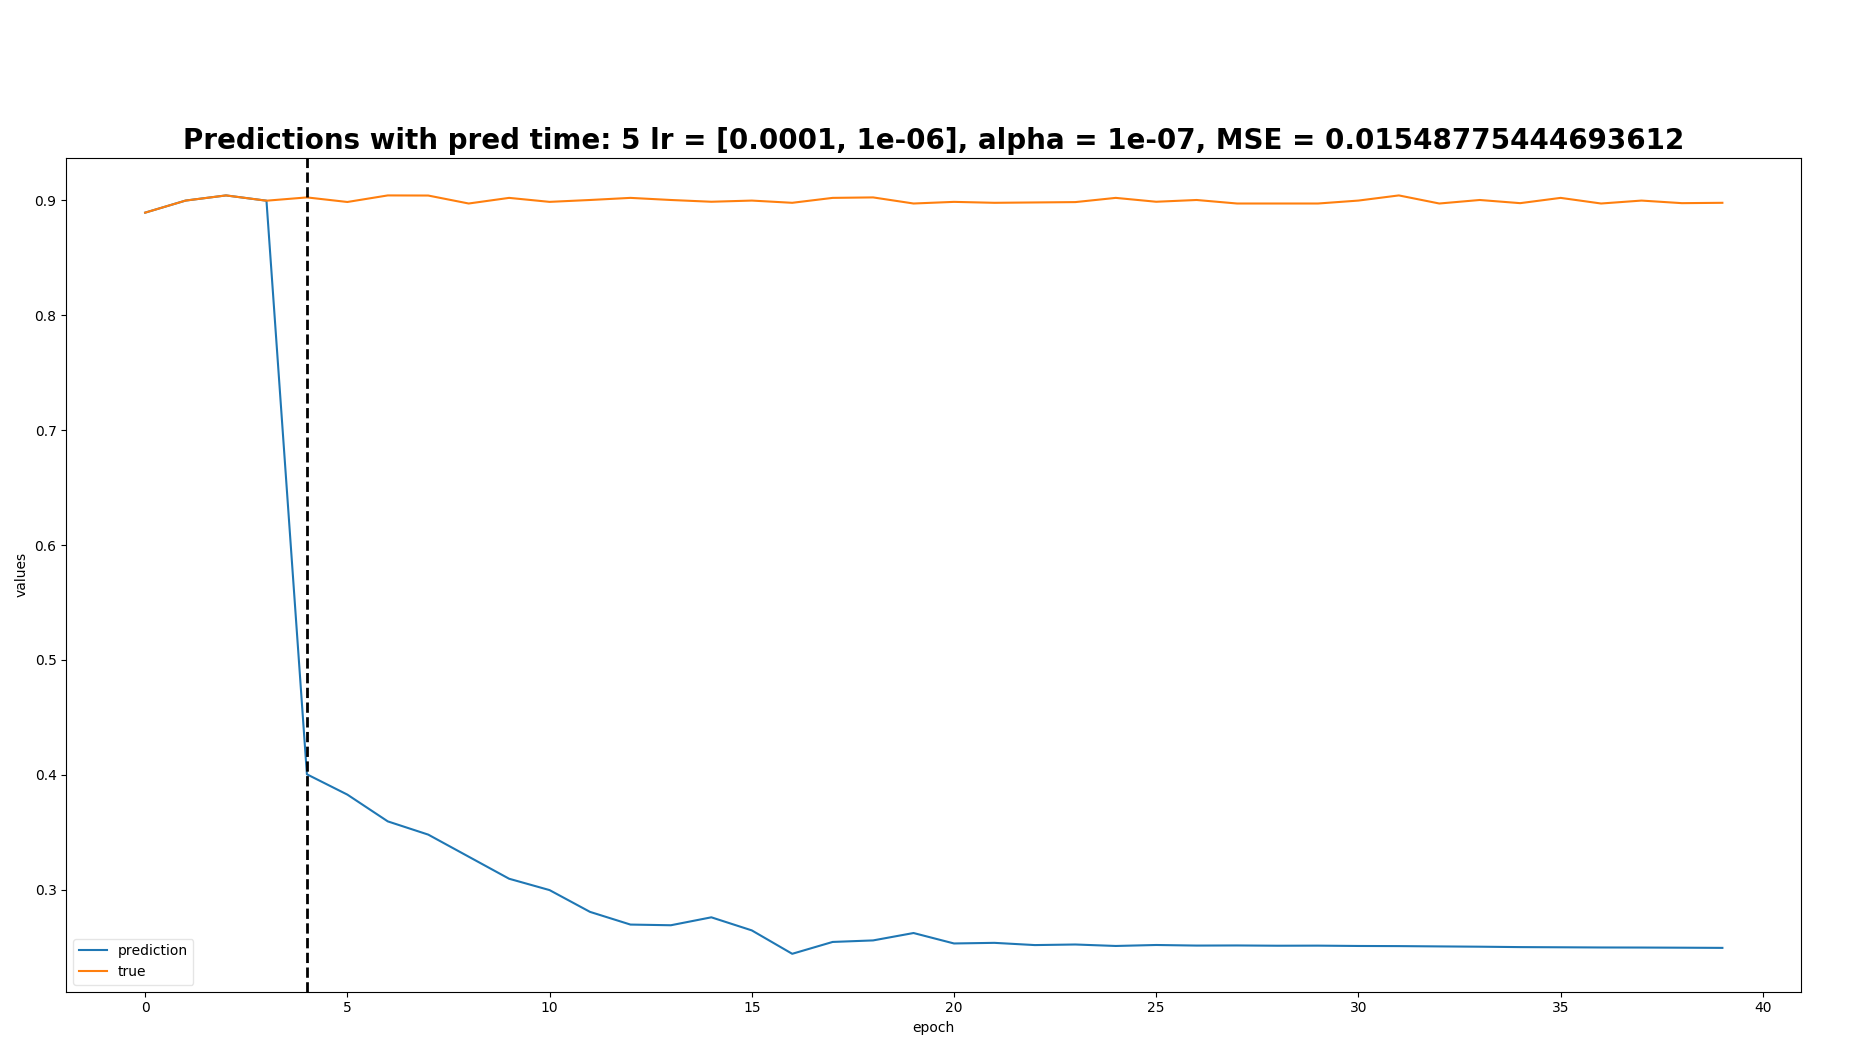 Predictions with pred time: 5 lr = [0.0001, 1e-06], alpha = 1e-07, MSE = 0.01548775444693612
0.9
0.8
0.7
0.6
0.5
0.4
0.3
values
prediction
true
0 5 10 15 20 25 30 35 40
epoch